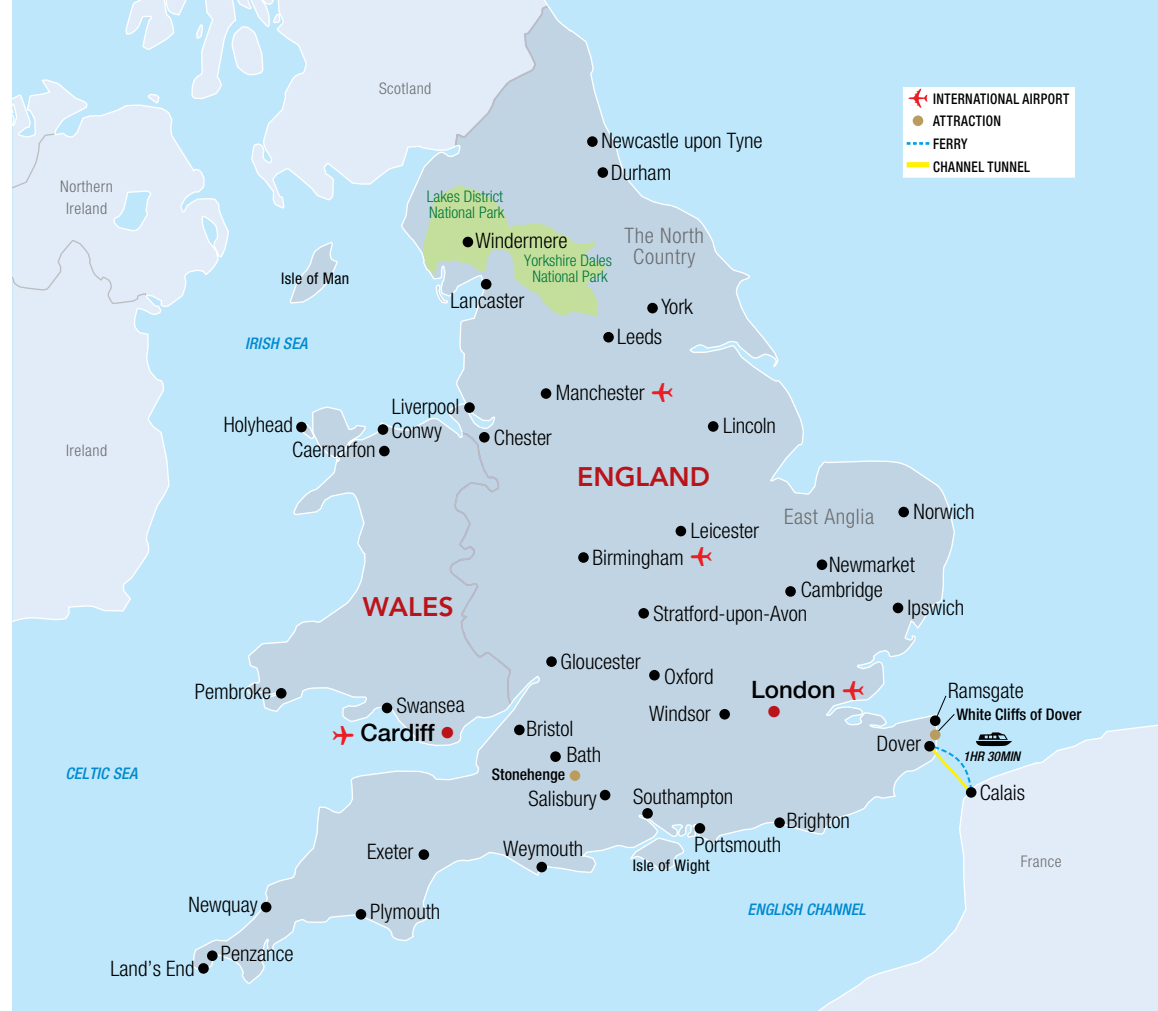 Scotland
INTERNATIONAL AIRPORT
ATTRACTION
FERRY
CHANNEL TUNNEL
Newcastle upon Tyne
Durham
Northern
Ireland
Lakes District
National Park
Windermere
The North
Country
Yorkshire Dales
National Park
Isle of Man
Lancaster
York
Leeds
IRISH SEA
Manchester
Liverpool
Holyhead
Conwy
Caernarfon
Chester
Lincoln
Ireland
ENGLAND
East Anglia
Norwich
Leicester
Birmingham
Newmarket
Cambridge
Ipswich
WALES
Stratford-upon-Avon
Gloucester
Oxford
London
Pembroke
Swansea
Windsor
Ramsgate
White Cliffs of Dover
Cardiff
Bristol
Dover
1HR 30MIN
Bath
CELTIC SEA
Stonehenge
Salisbury
Southampton
Calais
Brighton
Portsmouth
Exeter
Weymouth
Isle of Wight
France
Newquay
Plymouth
ENGLISH CHANNEL
Penzance
Land's End